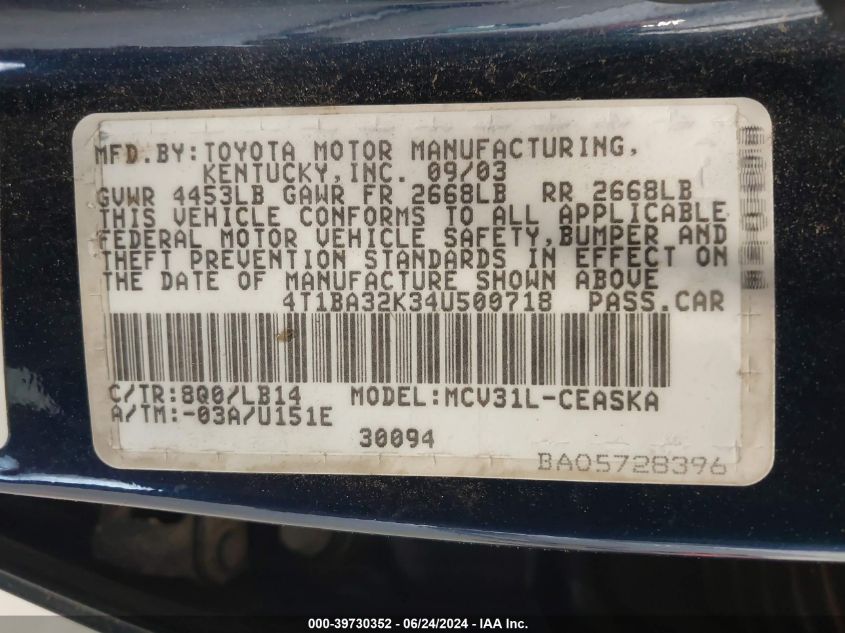 MFD.BY:TOYOTA MOTOR MANUFACTURING,
KENTUCKY,INC. 09/03
GVWR 4453LB GAWR FR 2668LB RR 2668LB
THIS VEHICLE CONFORMS TO ALL APPLICABLE
FEDERAL MOTOR VEHICLE SAFETY,BUMPER AND
THEFT PREVENTION STANDARDS IN EFFECT ON
THE DATE OF MANUFACTURE SHOWN ABOVE
4T1BA32K34U500718 PASS.CAR
C/TR:8Q0/LB14 MODEL:MCV31L-CEASKA
A/TM:-03A/U151E
30094
BA05728396
000-39730352 | 06/24/2024 | IAA Inc.